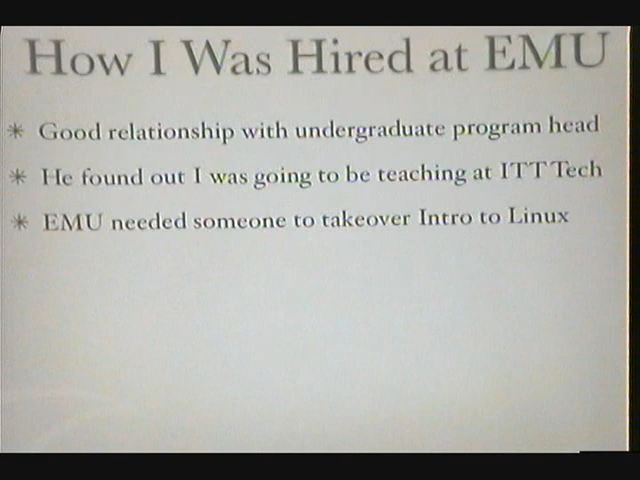 How I Was Hired at EMU
* Good relationship with undergraduate program head
* He found out I was going to be teaching at ITT Tech
* EMU needed someone to takeover Intro to Linux